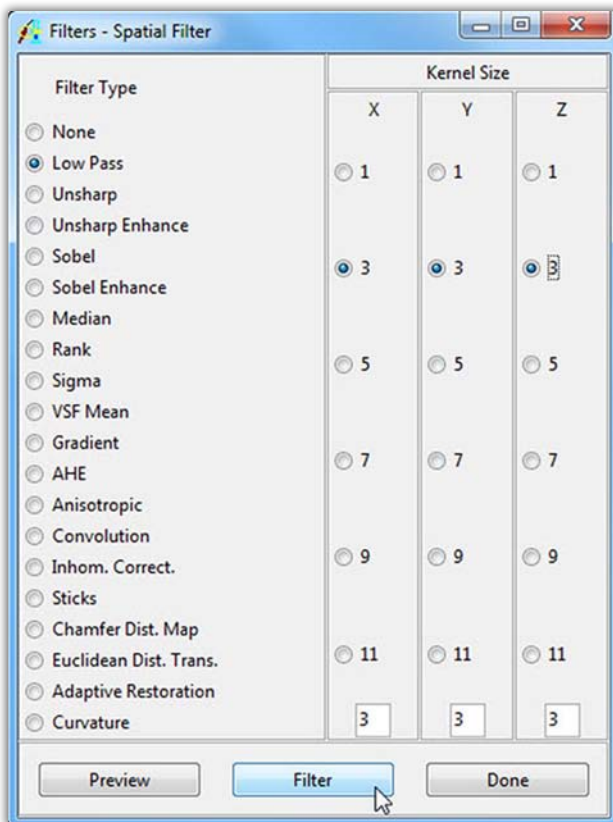 Filters - Spatial Filter
Filter Type
None
Low Pass
Unsharp
Unsharp Enhance
Sobel
Sobel Enhance
Median
Rank
Sigma
VSF Mean
Gradient
AHE
Anisotropic
Convolution
Inhom. Correct.
Sticks
Chamfer Dist. Map
Euclidean Dist. Trans.
Adaptive Restoration
Curvature
Kernel Size
X Y Z
1 1 1
3 3 3
5 5 5
7 7 7
9 9 9
11 11 11
3 3 3
Preview Filter Done